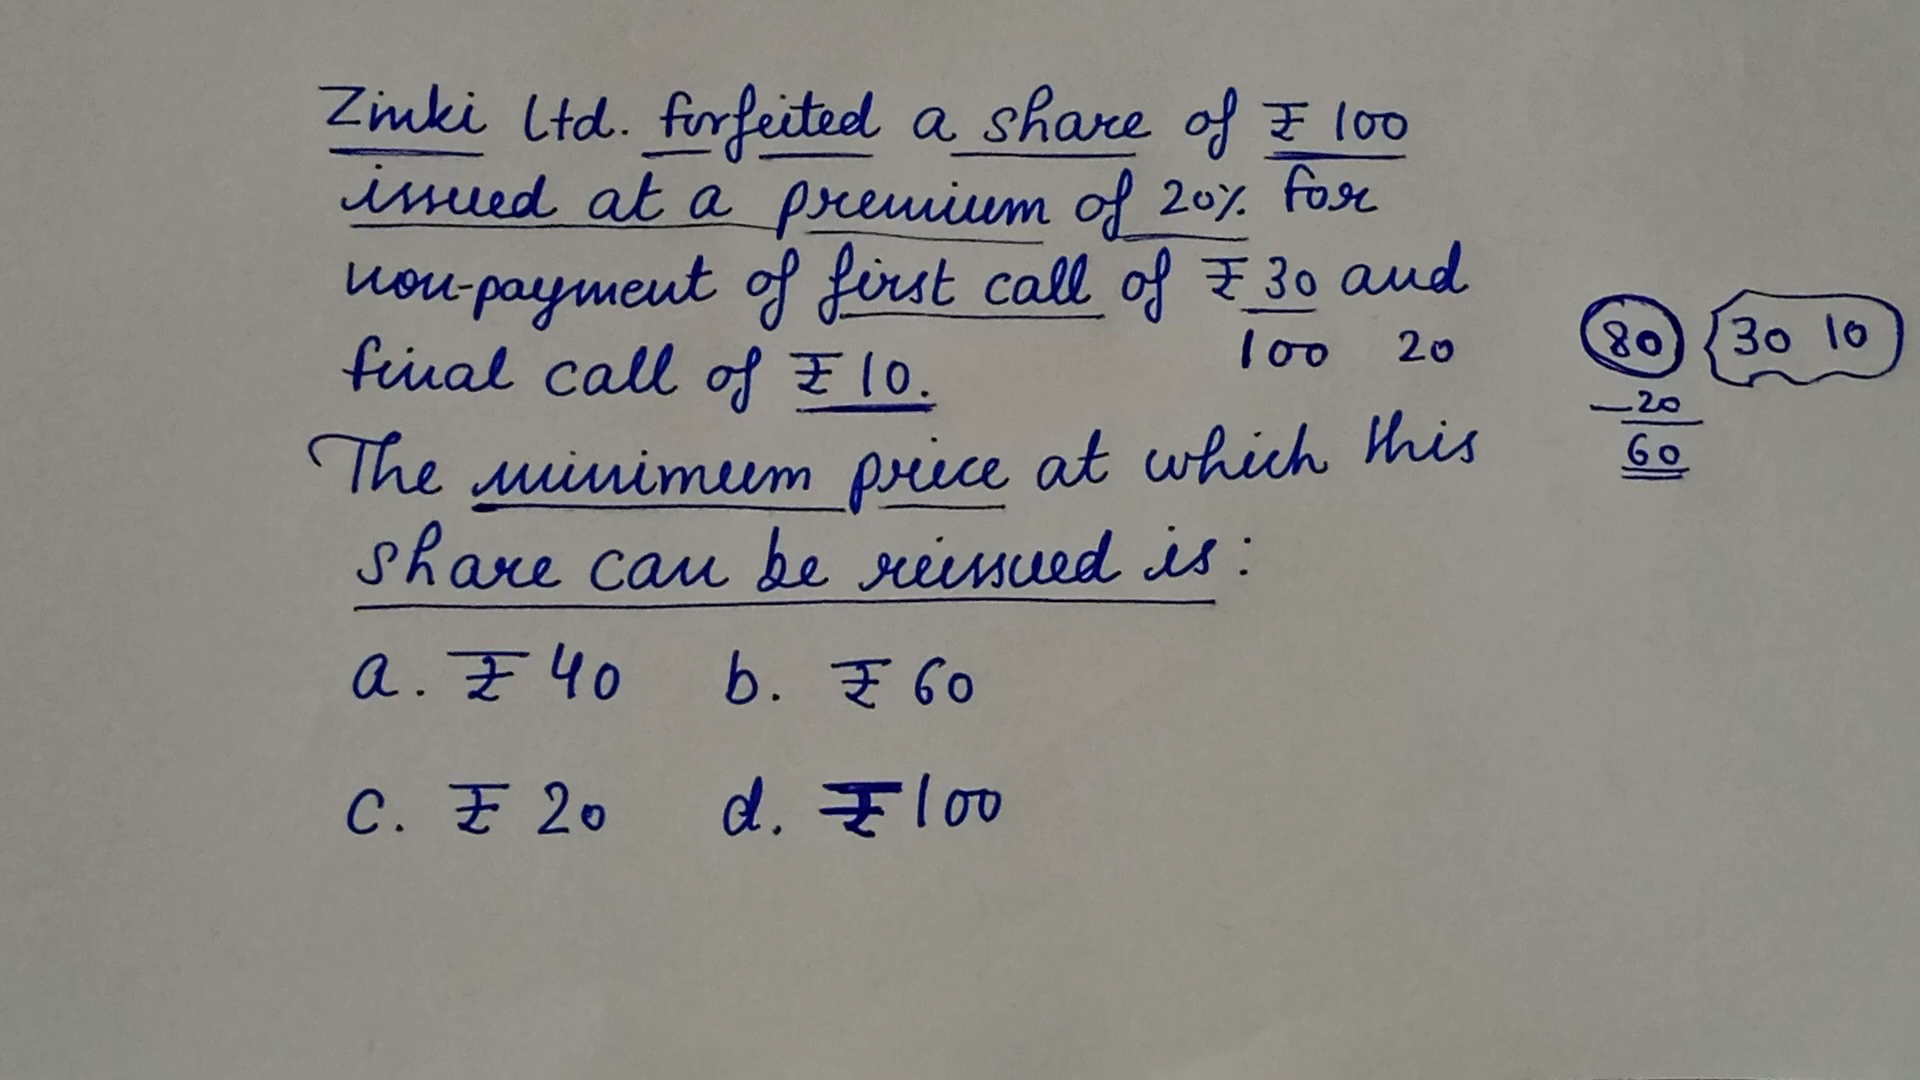 Zinki Ltd. forfeited a share of ₹ 100
issued at a premium of 20% for
non-payment of first call of ₹ 30 and
final call of ₹ 10.
100 20
80 30 10
-20
60
The minimum price at which this
share can be reissued is:
a. ₹ 40 b. ₹ 60
c. ₹ 20 d. ₹ 100